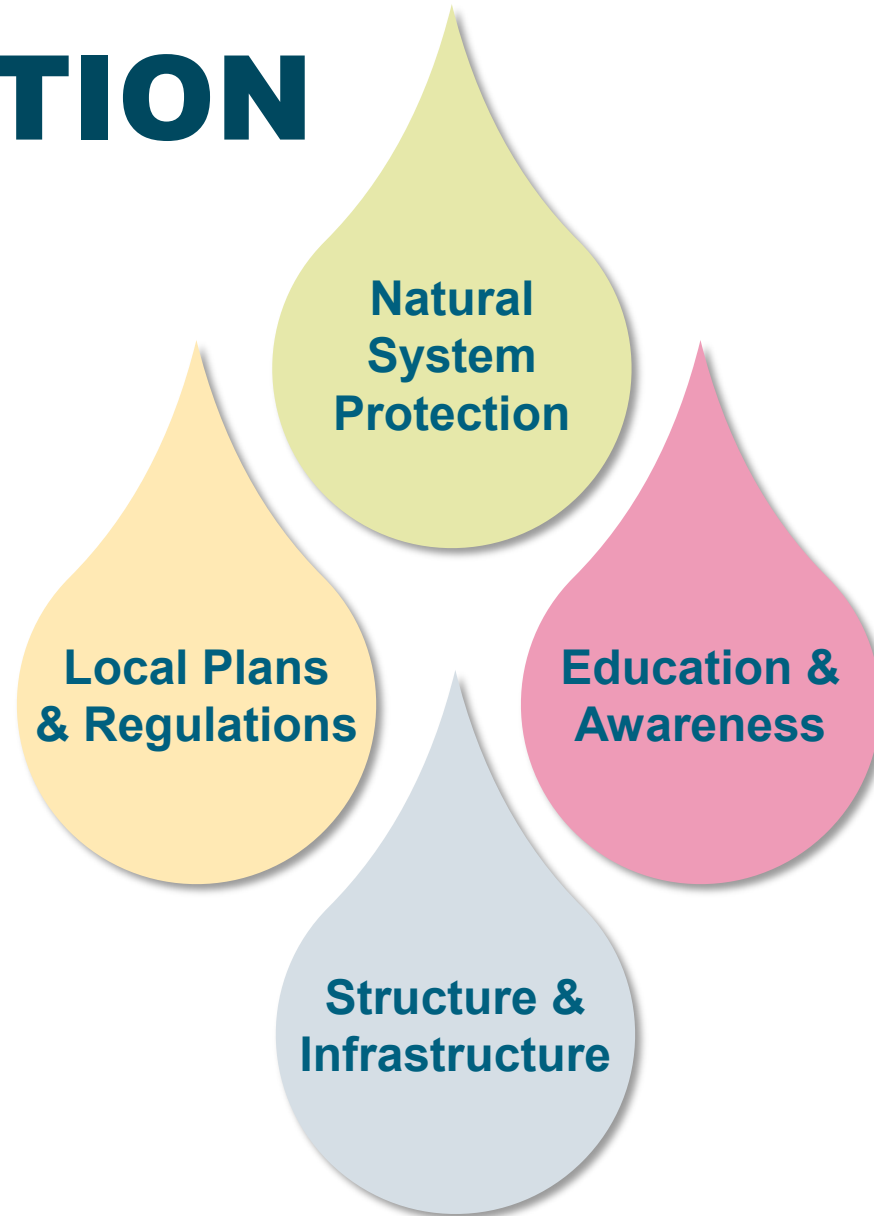 TION
Natural
System
Protection
Local Plans
& Regulations
Education &
Awareness
Structure &
Infrastructure